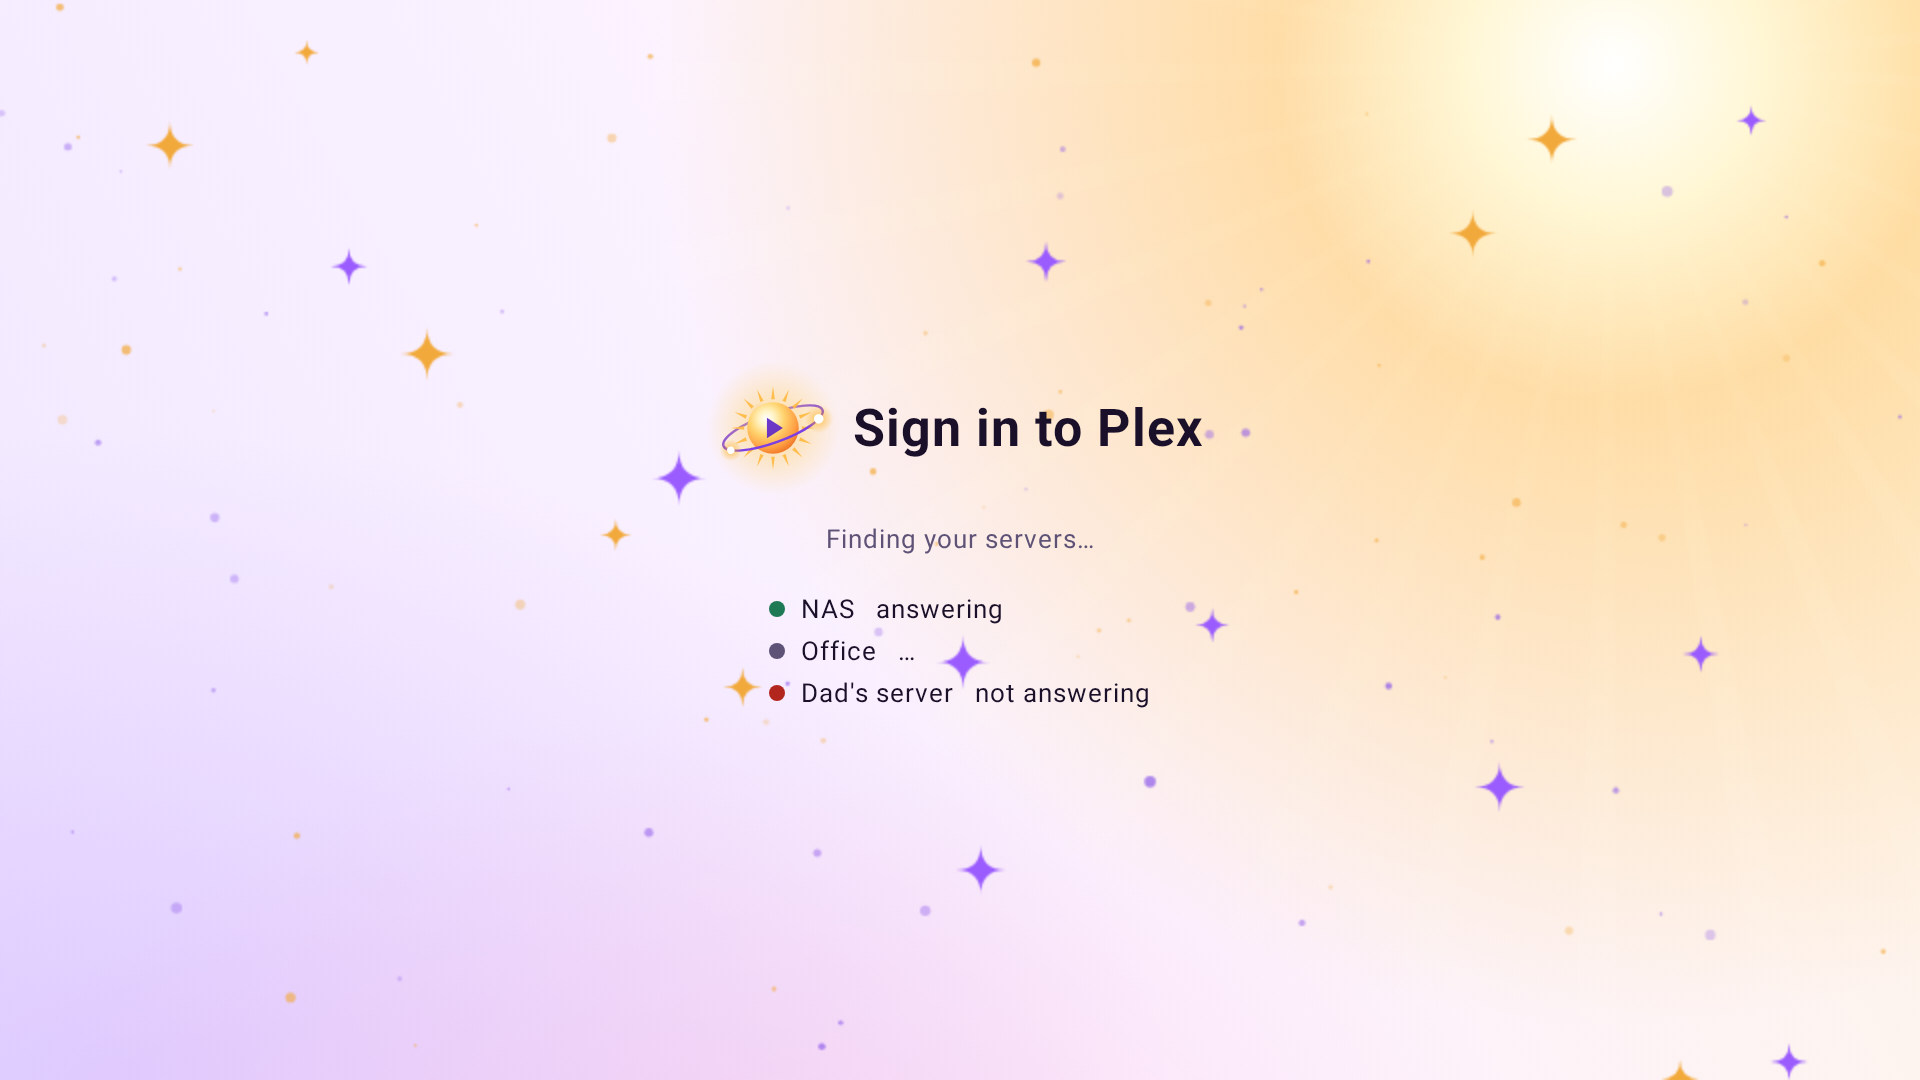 Sign in to Plex
Finding your servers…
NAS answering
Office …
Dad's server not answering